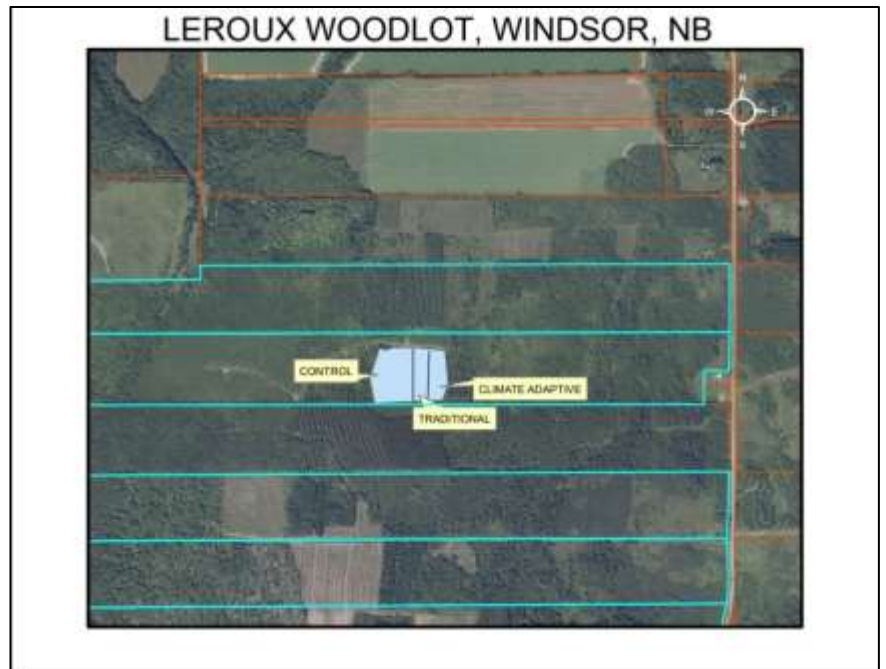 LEROUX WOODLOT, WINDSOR, NB
N
W E
S
CONTROL
CLIMATE ADAPTIVE
TRADITIONAL